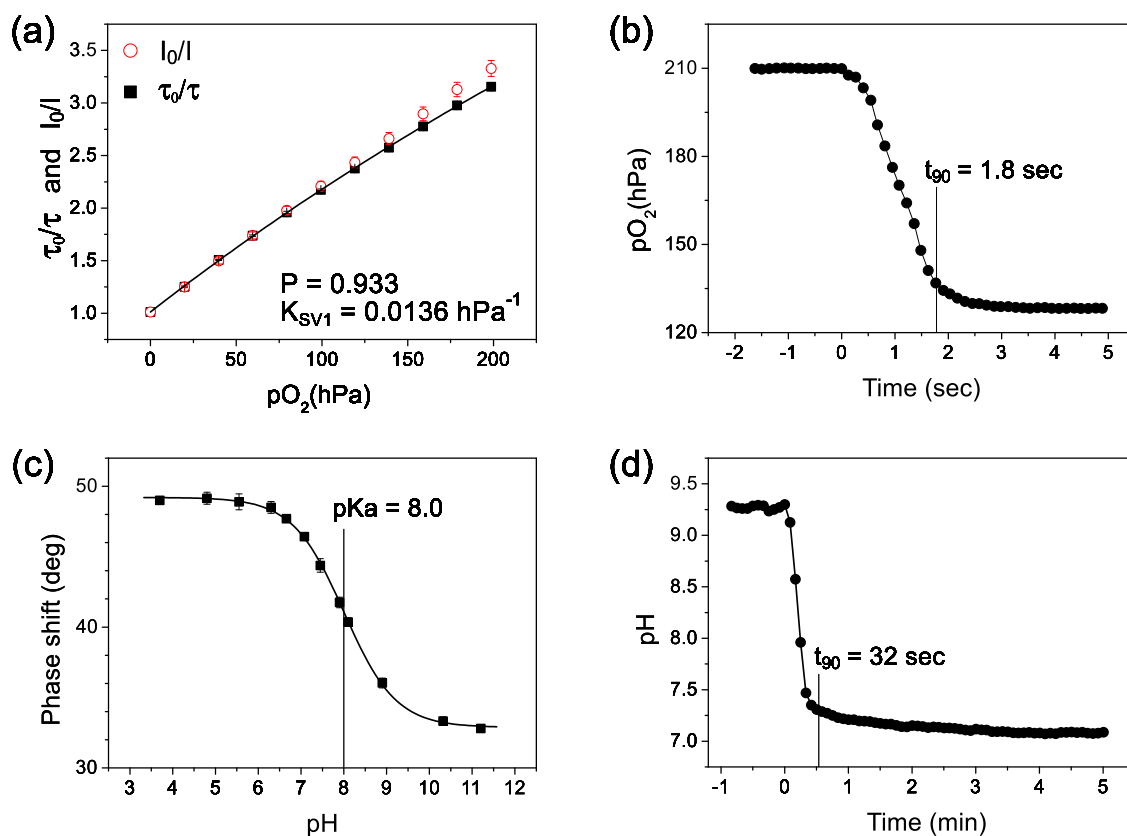 (a)
I₀/I
τ₀/τ
τ₀/τ and I₀/I
3.5
3.0
2.5
2.0
1.5
1.0
P = 0.933
K_SV1 = 0.0136 hPa⁻¹
0 50 100 150 200
pO₂(hPa)
(b)
pO₂(hPa)
210
180
150
120
t₉₀ = 1.8 sec
-2 -1 0 1 2 3 4 5
Time (sec)
(c)
Phase shift (deg)
50
40
30
pKa = 8.0
3 4 5 6 7 8 9 10 11 12
pH
(d)
pH
9.5
9.0
8.5
8.0
7.5
7.0
t₉₀ = 32 sec
-1 0 1 2 3 4 5
Time (min)